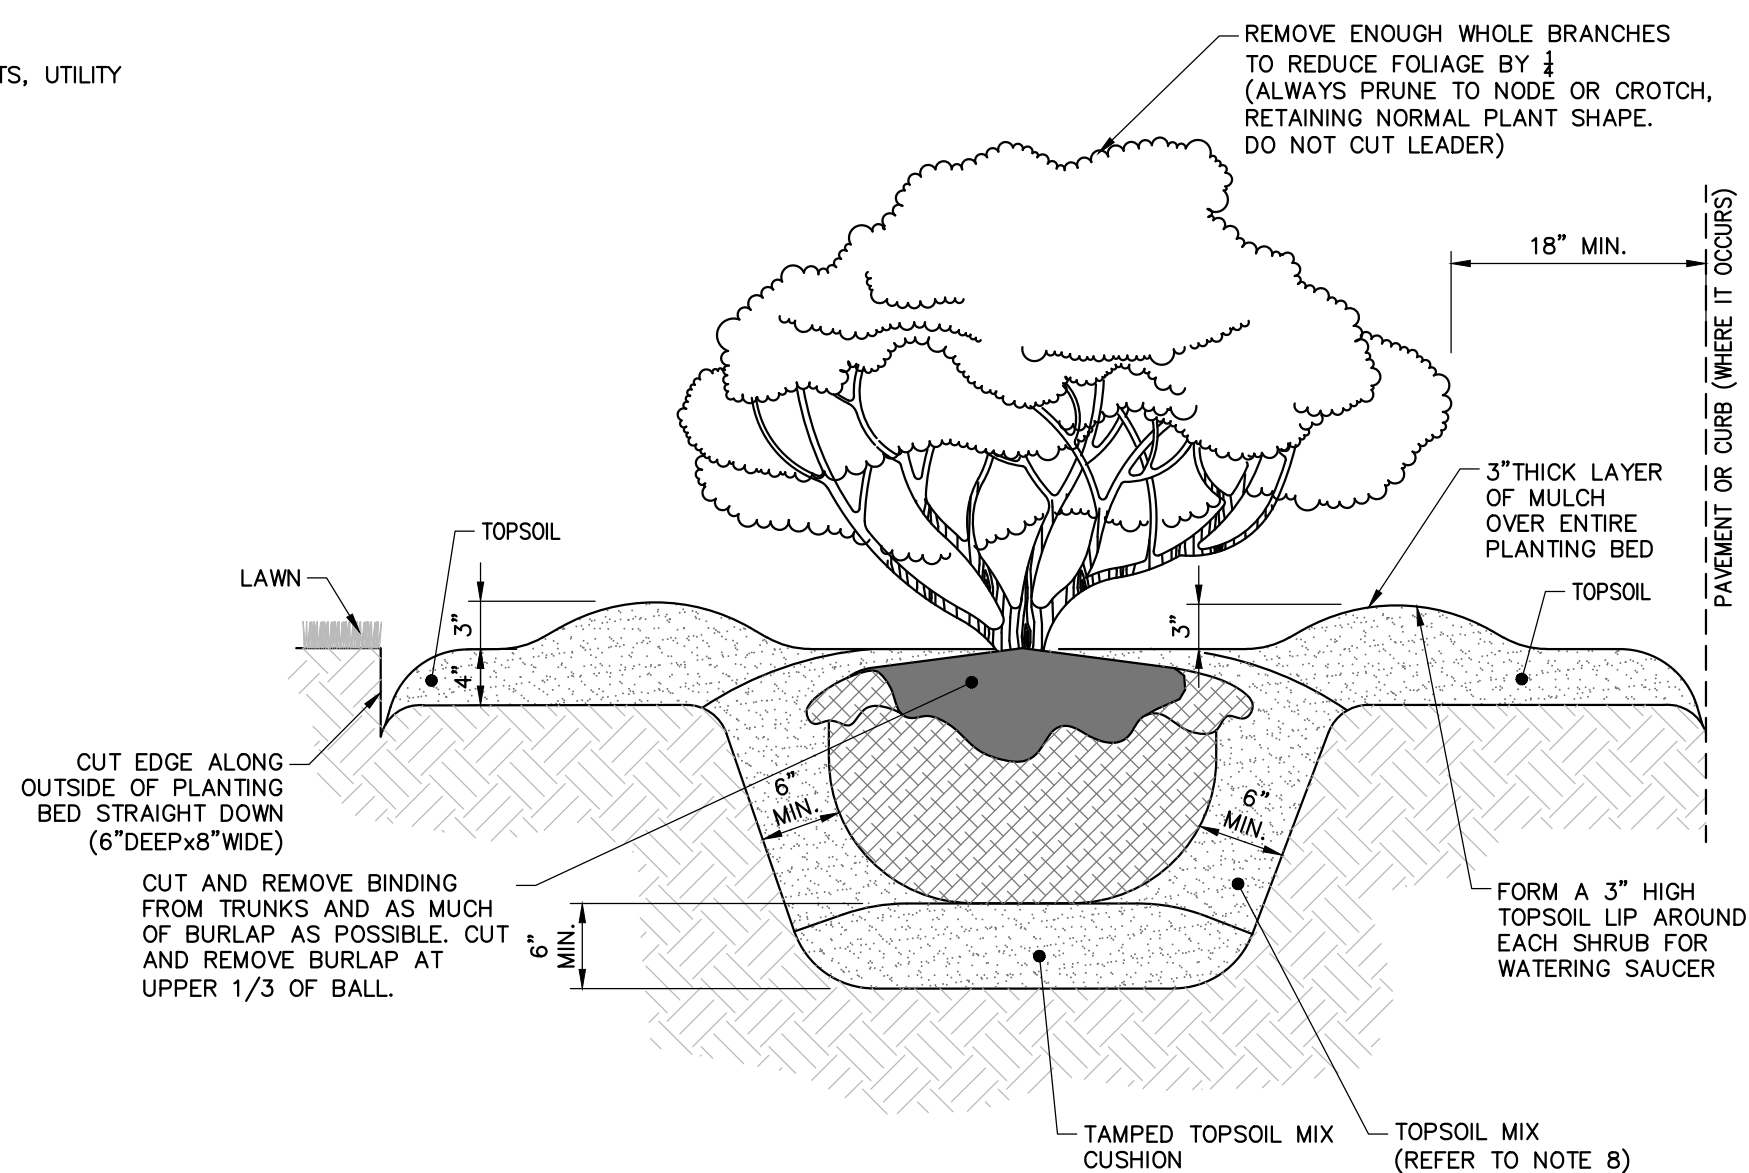 TS, UTILITY
REMOVE ENOUGH WHOLE BRANCHES
TO REDUCE FOLIAGE BY 1/4
(ALWAYS PRUNE TO NODE OR CROTCH,
RETAINING NORMAL PLANT SHAPE.
DO NOT CUT LEADER)
18" MIN.
PAVEMENT OR CURB (WHERE IT OCCURS)
3"THICK LAYER
OF MULCH
OVER ENTIRE
PLANTING BED
TOPSOIL
LAWN
TOPSOIL
3"
4"
3"
CUT EDGE ALONG
OUTSIDE OF PLANTING
BED STRAIGHT DOWN
(6"DEEPx8"WIDE)
6"
MIN.
6"
MIN.
CUT AND REMOVE BINDING
FROM TRUNKS AND AS MUCH
OF BURLAP AS POSSIBLE. CUT
AND REMOVE BURLAP AT
UPPER 1/3 OF BALL.
6"
MIN.
FORM A 3" HIGH
TOPSOIL LIP AROUND
EACH SHRUB FOR
WATERING SAUCER
TAMPED TOPSOIL MIX
CUSHION
TOPSOIL MIX
(REFER TO NOTE 8)